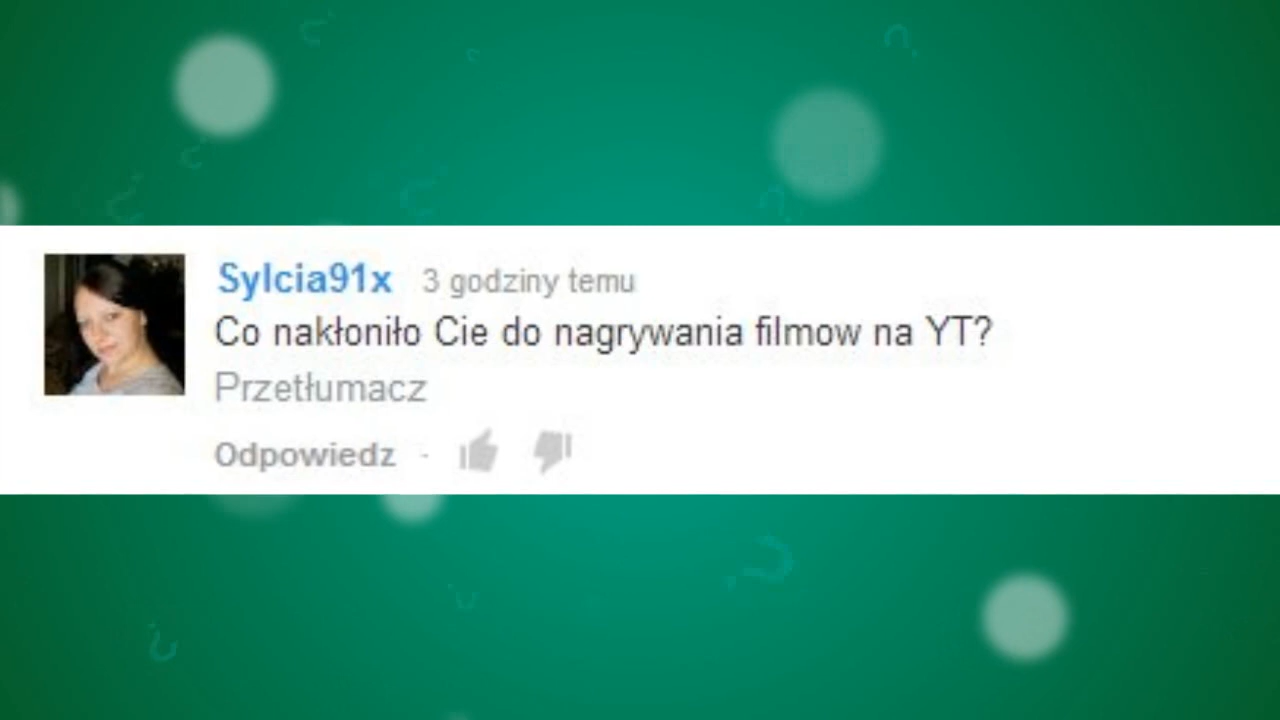 Sylcia91x 3 godziny temu
Co nakłoniło Cie do nagrywania filmow na YT?
Przetłumacz
Odpowiedz ·